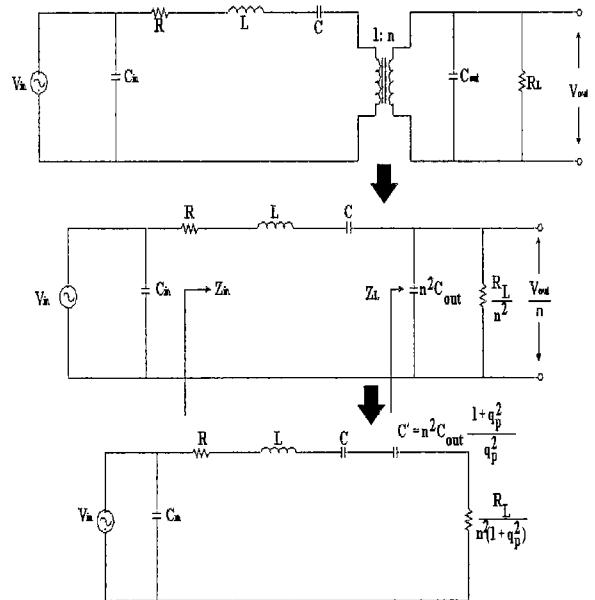 R
L
C
1: n
Vin
Cin
Cout
RL
Vout
R
L
C
Vin
Cin
Zin
ZL
n²Cout
RL/n²
Vout/n
R
L
C
C' = n²Cout (1+qp²)/qp²
Vin
Cin
RL/n²(1+qp²)